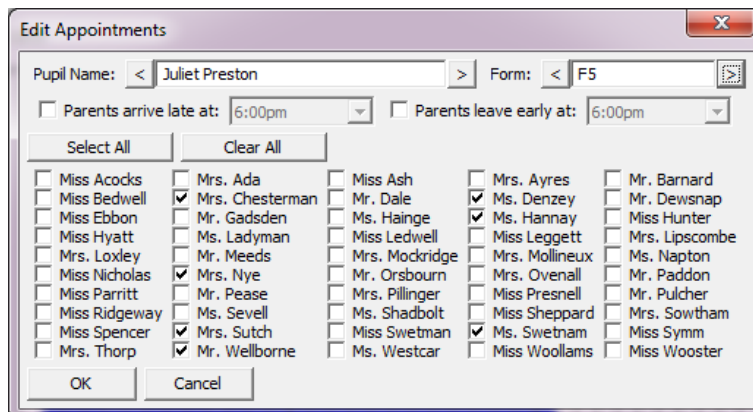 Edit Appointments
Pupil Name: < Juliet Preston > Form: < F5 >
Parents arrive late at: 6:00pm Parents leave early at: 6:00pm
Select All Clear All
Miss Acocks Mrs. Ada Miss Ash Mrs. Ayres Mr. Barnard
Miss Bedwell Mrs. Chesterman Mr. Dale Ms. Denzey Mr. Dewsnap
Miss Ebbon Mr. Gadsden Ms. Hainge Ms. Hannay Miss Hunter
Miss Hyatt Ms. Ladyman Miss Ledwell Miss Leggett Mrs. Lipscombe
Mrs. Loxley Mr. Meeds Mrs. Mockridge Mrs. Mollineux Ms. Napton
Miss Nicholas Mrs. Nye Mr. Orsbourn Mrs. Ovenall Mr. Paddon
Miss Parritt Mr. Pease Mrs. Pillinger Miss Presnell Mr. Pulcher
Miss Ridgeway Ms. Sevell Ms. Shadbolt Miss Sheppard Mrs. Sowtham
Miss Spencer Mrs. Sutch Miss Swetman Ms. Swetnam Miss Symm
Mrs. Thorp Mr. Wellborne Ms. Westcar Miss Woollams Miss Wooster
OK Cancel